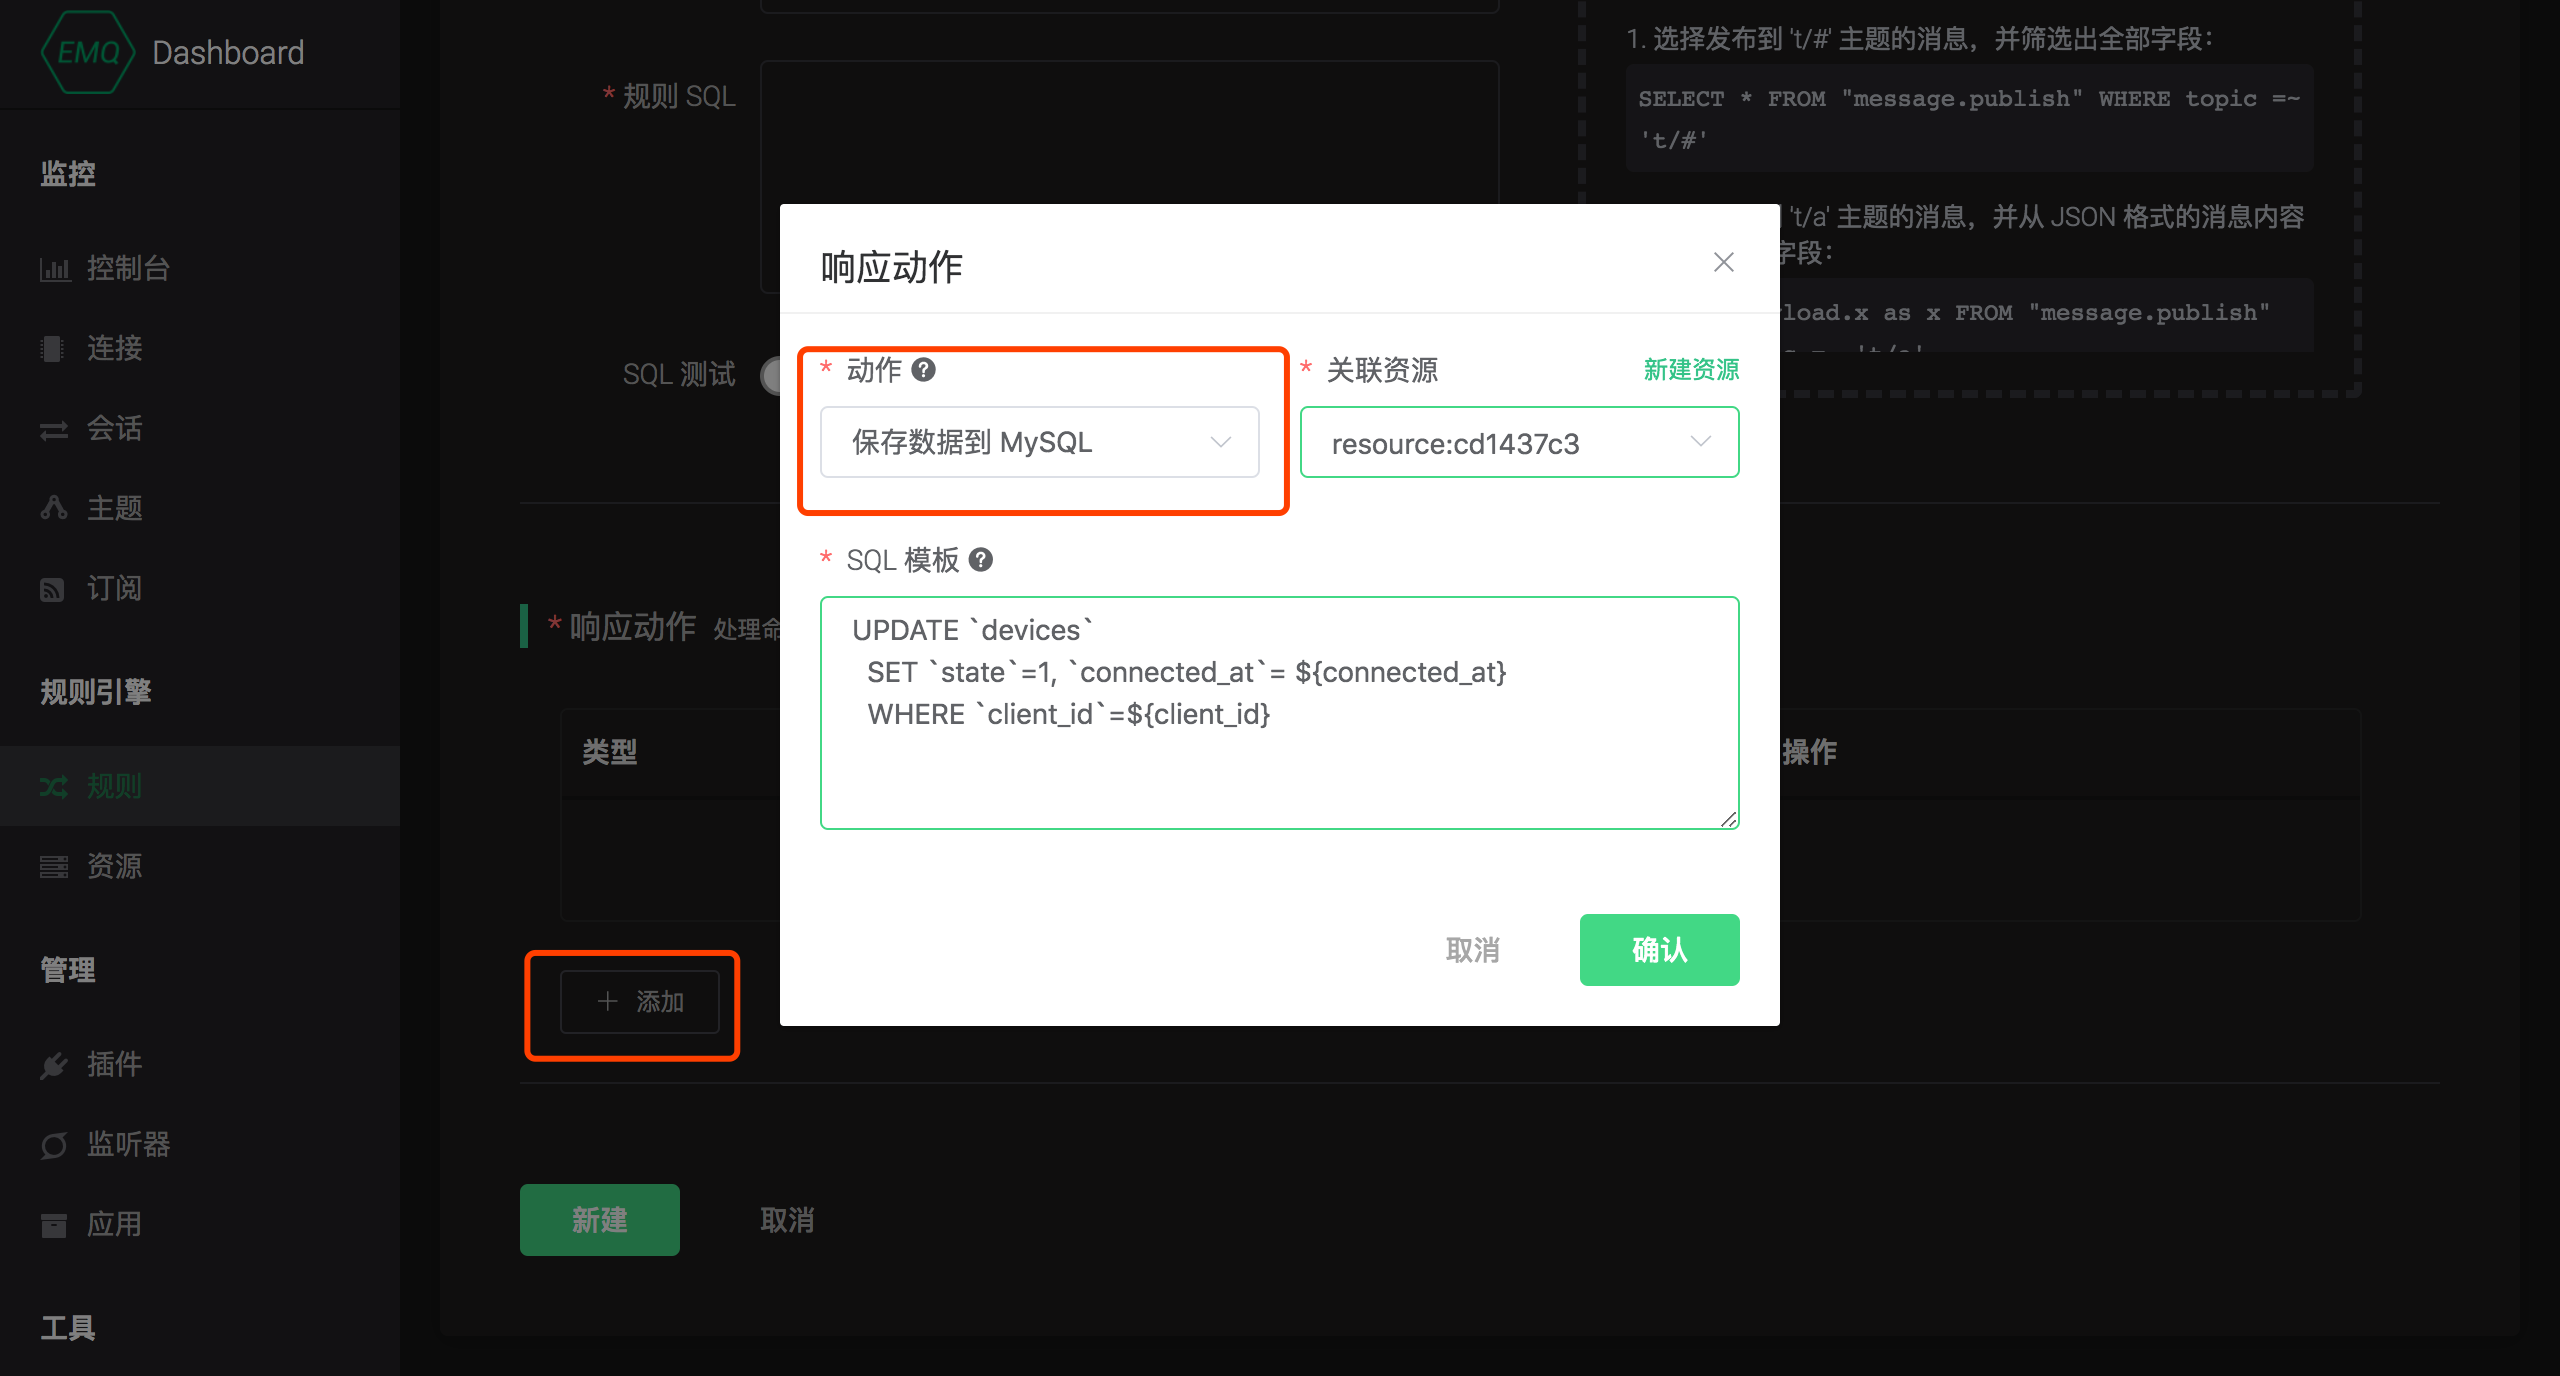 EMQ Dashboard
监控
控制台
连接
会话
主题
订阅
规则引擎
规则
资源
管理
插件
监听器
应用
工具
* 规则 SQL
SQL 测试
1. 选择发布到 't/#' 主题的消息，并筛选出全部字段：
SELECT * FROM "message.publish" WHERE topic =~
't/#'
't/a' 主题的消息，并从 JSON 格式的消息内容
字段：
load.x as x FROM "message.publish"
* 响应动作 处理命
类型
操作
+ 添加
新建 取消
响应动作
* 动作 ?
保存数据到 MySQL
* 关联资源 新建资源
resource:cd1437c3
* SQL 模板 ?
UPDATE `devices`
SET `state`=1, `connected_at`= ${connected_at}
WHERE `client_id`=${client_id}
取消 确认